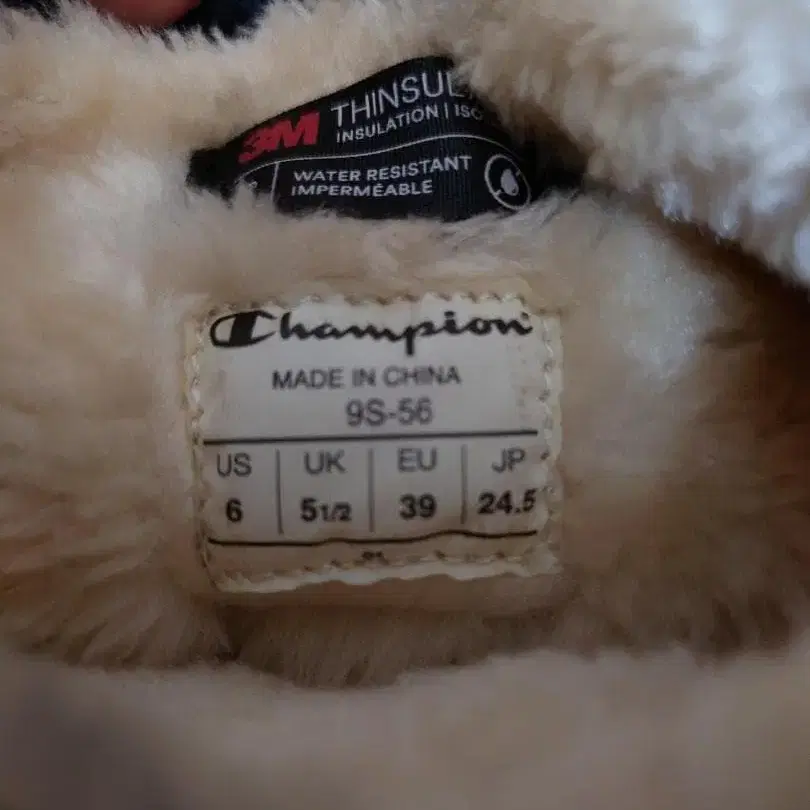 3M THINSUL
INSULATION | ISO
WATER RESISTANT
IMPERMÉABLE
Champion
MADE IN CHINA
9S-56
US UK EU JP
6 5 1/2 39 24.5